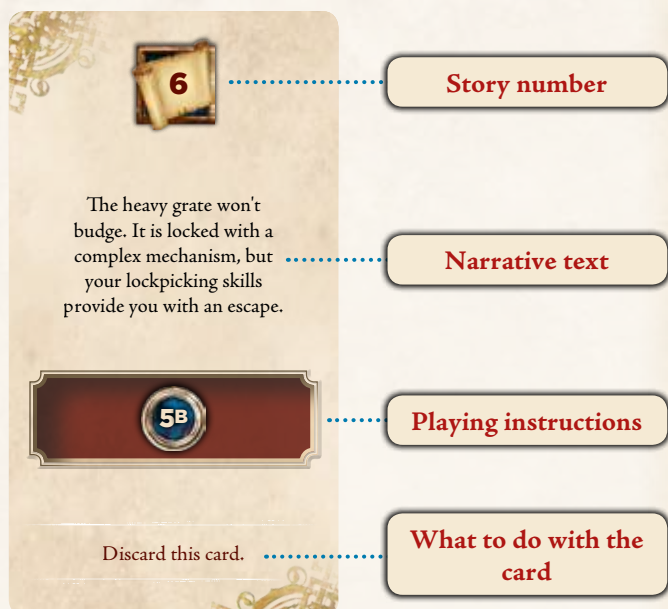 6
Story number
The heavy grate won't
budge. It is locked with a
complex mechanism, but
your lockpicking skills
provide you with an escape.
Narrative text
5B
Playing instructions
Discard this card.
What to do with the
card